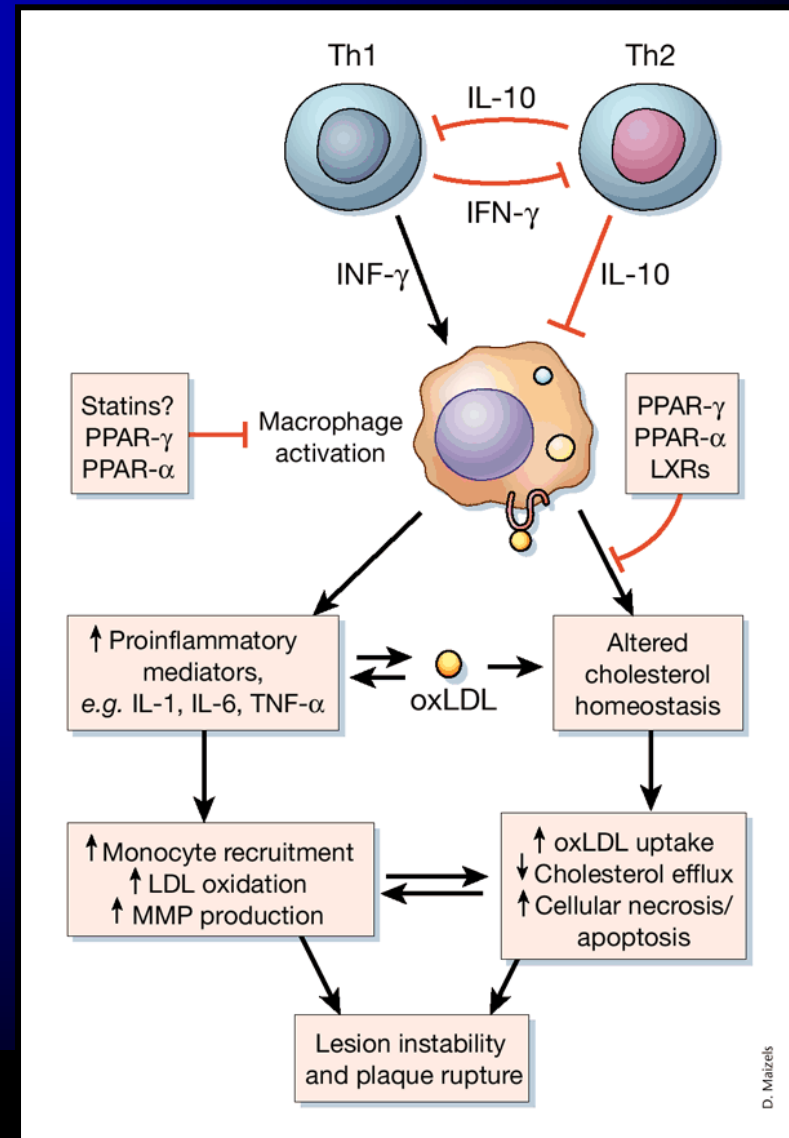 Th1
Th2
IL-10
IFN-γ
INF-γ
IL-10
Statins?
PPAR-γ
PPAR-α
Macrophage
activation
PPAR-γ
PPAR-α
LXRs
↑ Proinflammatory
mediators,
e.g. IL-1, IL-6, TNF-α
oxLDL
Altered
cholesterol
homeostasis
↑ Monocyte recruitment
↑ LDL oxidation
↑ MMP production
↑ oxLDL uptake
↓ Cholesterol efflux
↑ Cellular necrosis/
apoptosis
Lesion instability
and plaque rupture
D. Maizels